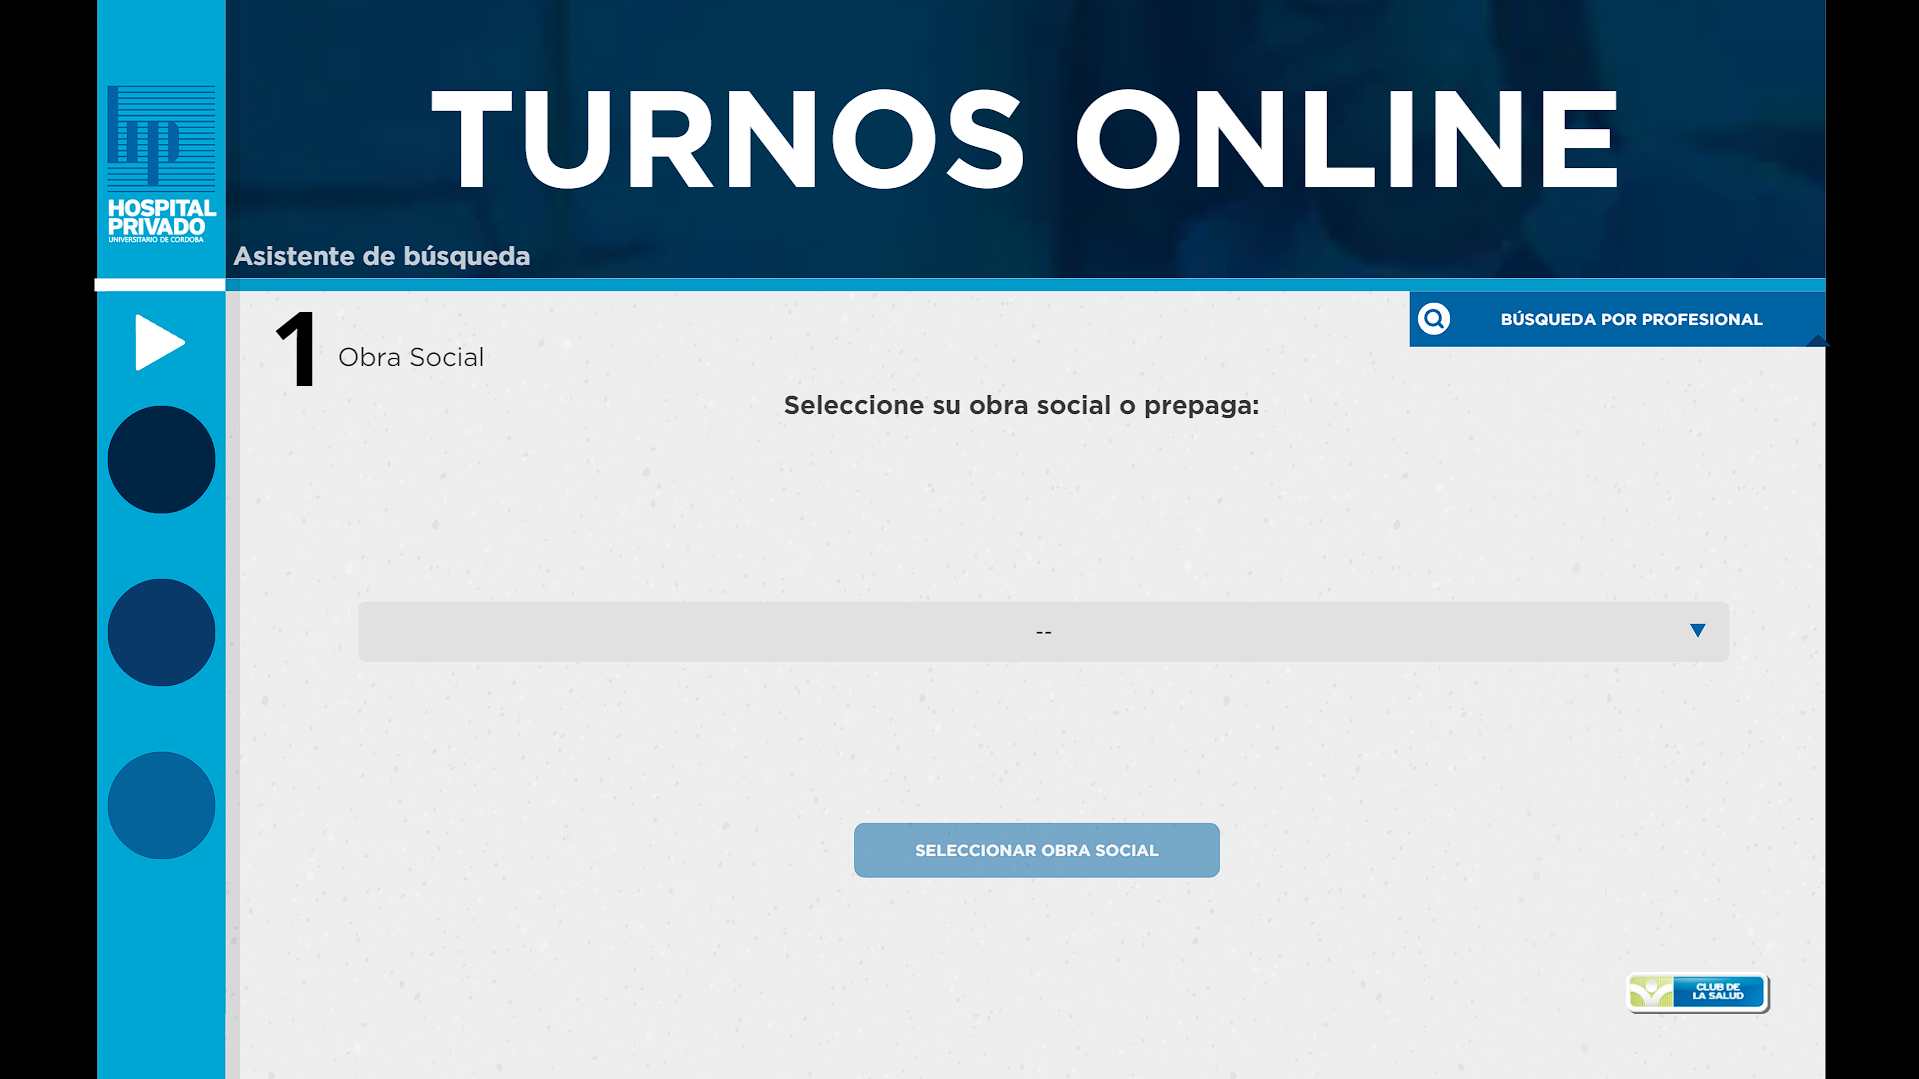 TURNOS ONLINE
hp
HOSPITAL
PRIVADO
UNIVERSITARIO DE CORDOBA
Asistente de búsqueda
BÚSQUEDA POR PROFESIONAL
1 Obra Social
Seleccione su obra social o prepaga:
--
SELECCIONAR OBRA SOCIAL
CLUB DE
LA SALUD